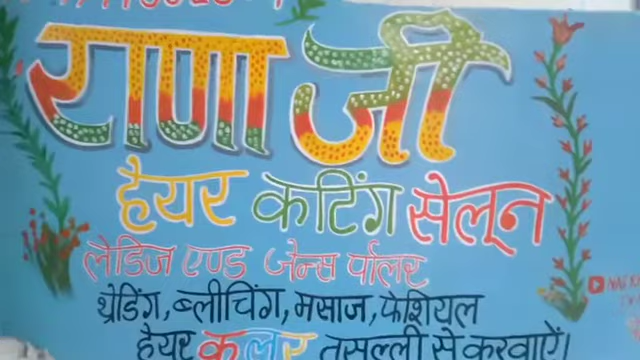 राणा जी
हेयर कटिंग सेलून
लेडिज एण्ड जेन्स पार्लर
थ्रेडिंग, ब्लीचिंग, मसाज, फेशियल
हेयर कलर तसल्ली से करवाऐं।